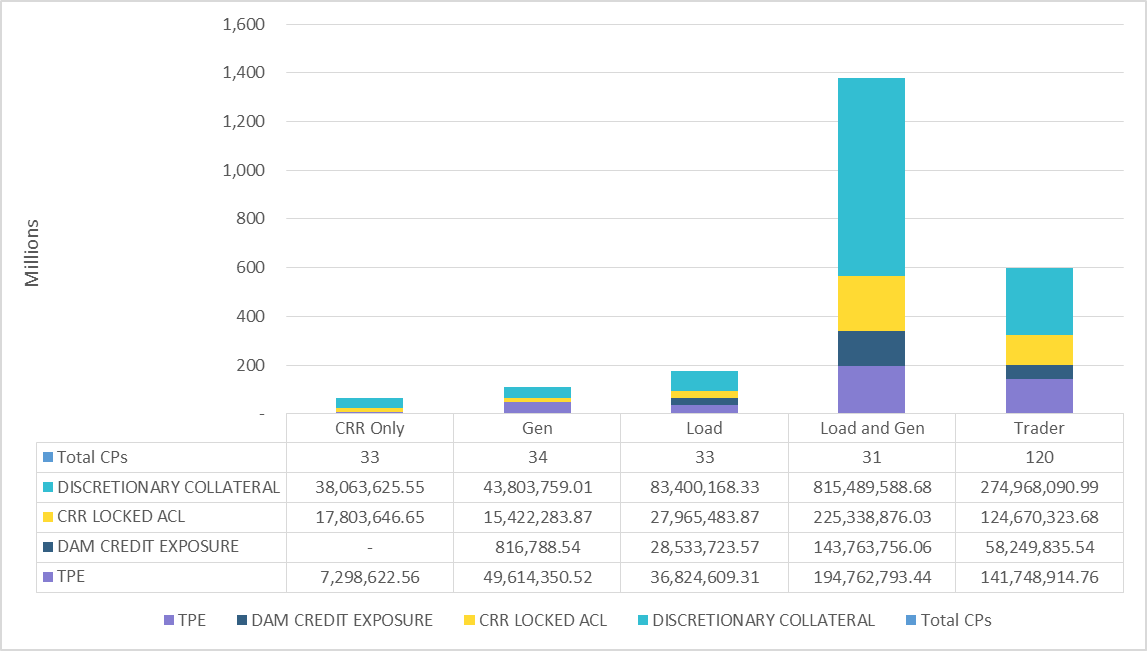 1,600
1,400
1,200
1,000
800
600
400
200
-
Millions
CRR Only Gen Load Load and Gen Trader
Total CPs 33 34 33 31 120
DISCRETIONARY COLLATERAL 38,063,625.55 43,803,759.01 83,400,168.33 815,489,588.68 274,968,090.99
CRR LOCKED ACL 17,803,646.65 15,422,283.87 27,965,483.87 225,338,876.03 124,670,323.68
DAM CREDIT EXPOSURE - 816,788.54 28,533,723.57 143,763,756.06 58,249,835.54
TPE 7,298,622.56 49,614,350.52 36,824,609.31 194,762,793.44 141,748,914.76
TPE DAM CREDIT EXPOSURE CRR LOCKED ACL DISCRETIONARY COLLATERAL Total CPs